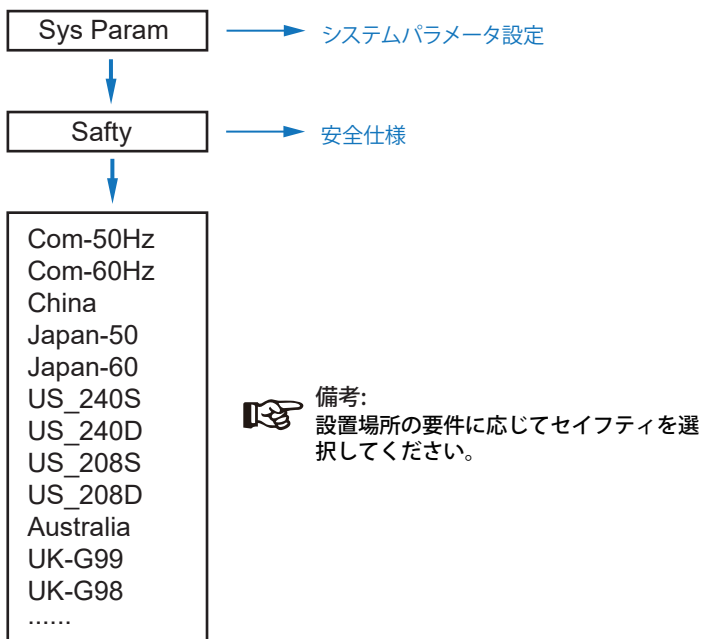 Sys Param
システムパラメータ設定
Safty
安全仕様
Com-50Hz
Com-60Hz
China
Japan-50
Japan-60
US_240S
US_240D
US_208S
US_208D
Australia
UK-G99
UK-G98
......
備考:
設置場所の要件に応じてセイフティを選
択してください。